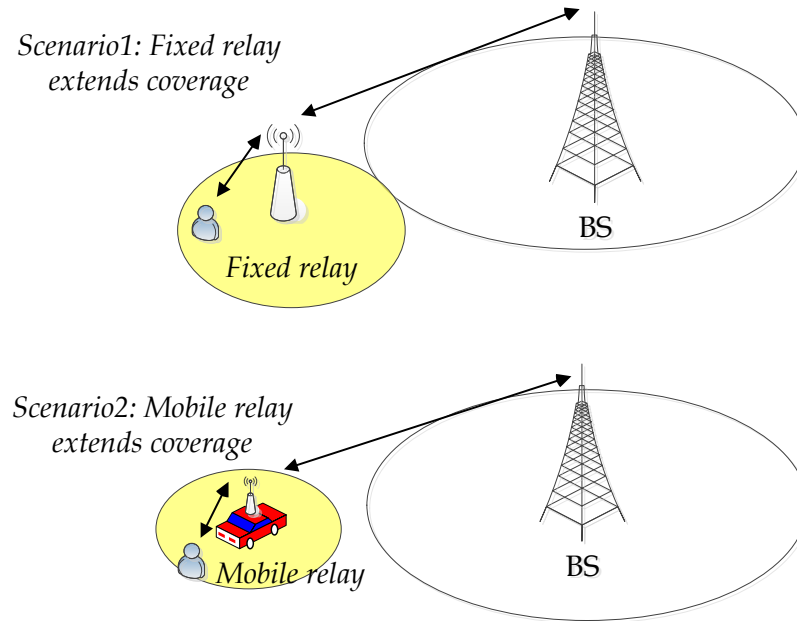 Scenario1: Fixed relay
extends coverage
BS
Fixed relay
Scenario2: Mobile relay
extends coverage
BS
Mobile relay